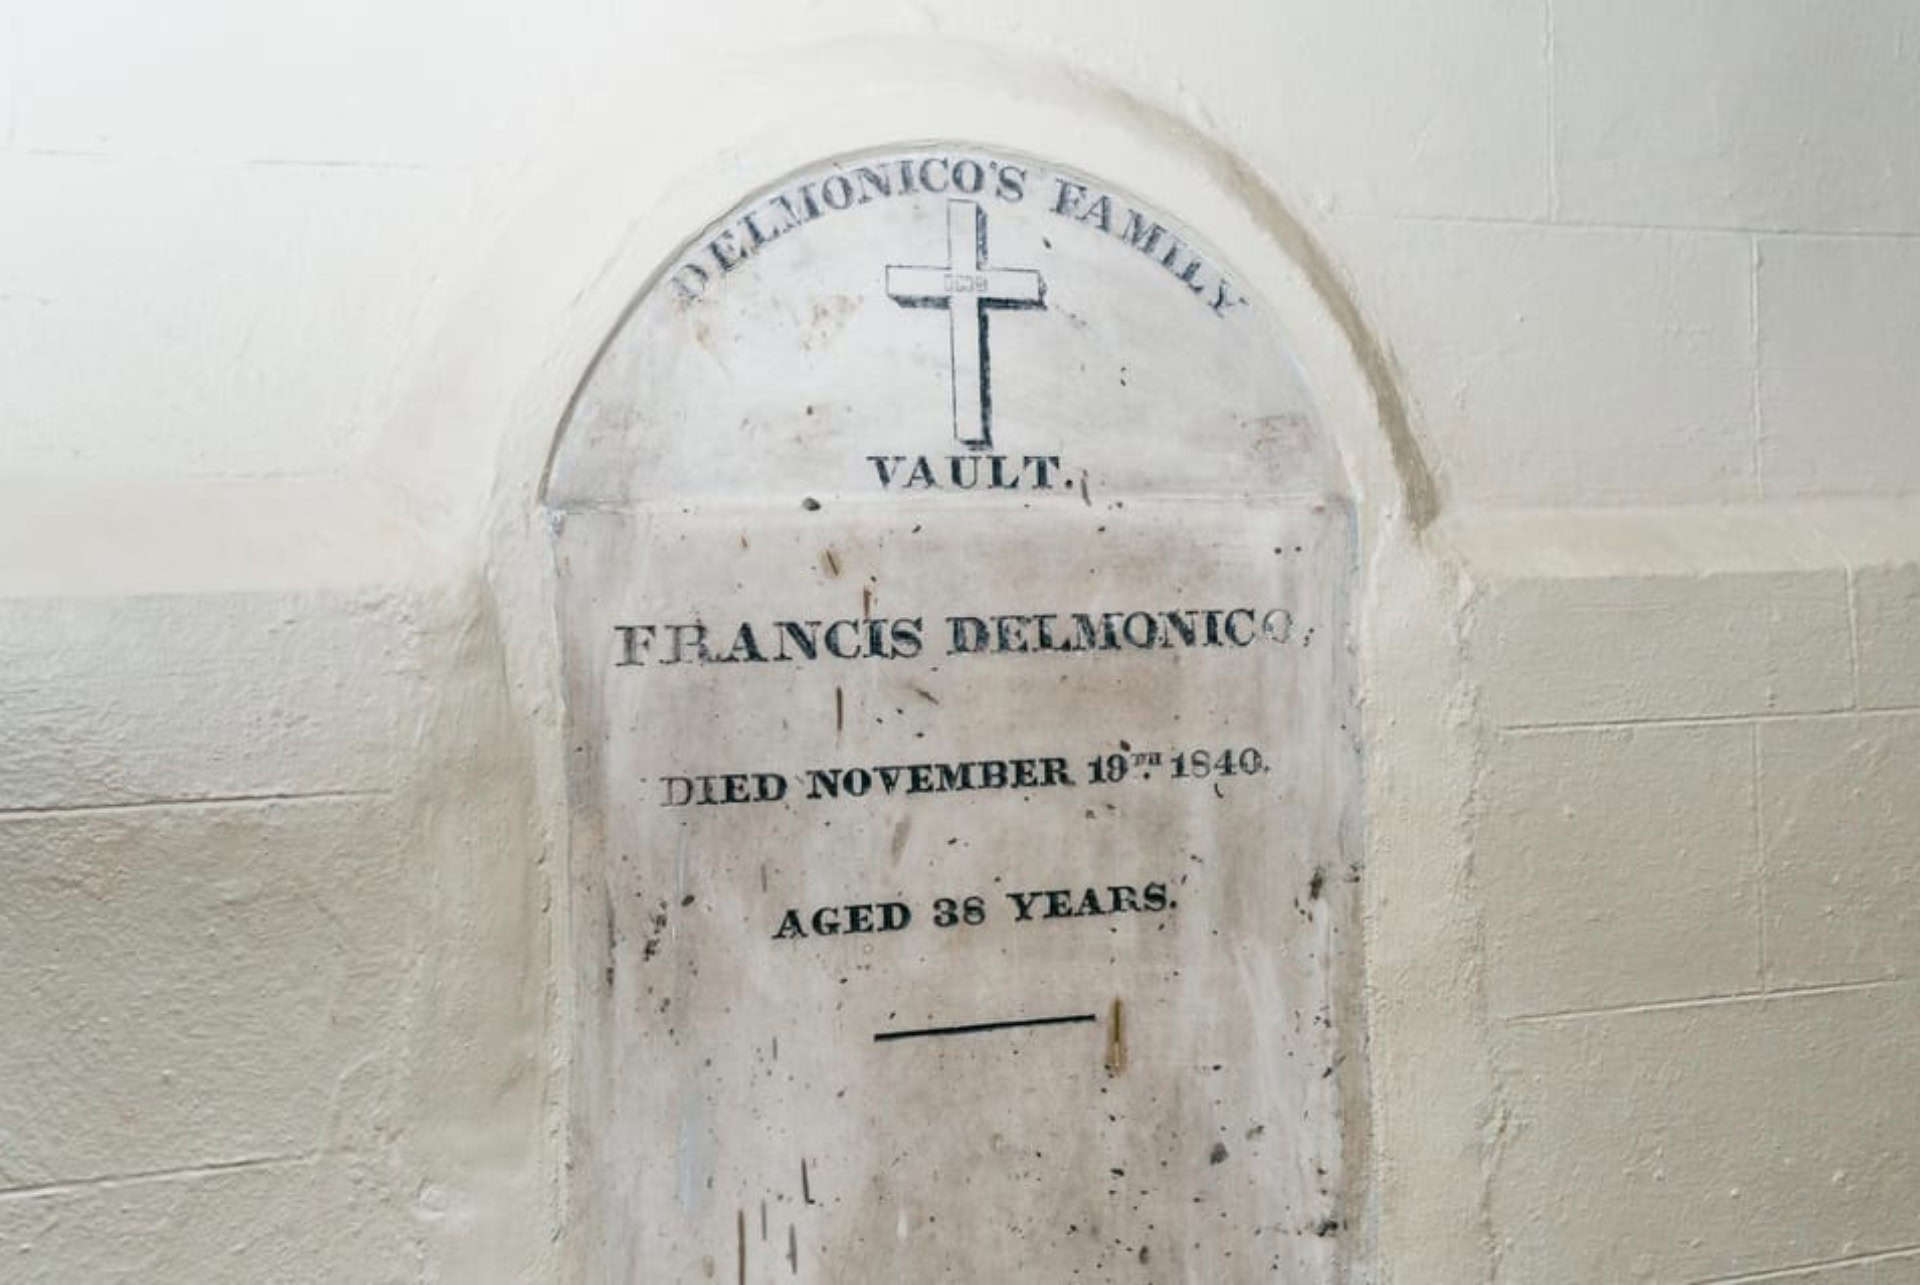 DELMONICO'S FAMILY
VAULT.
FRANCIS DELMONICO,
DIED NOVEMBER 19TH 1840.
AGED 38 YEARS.